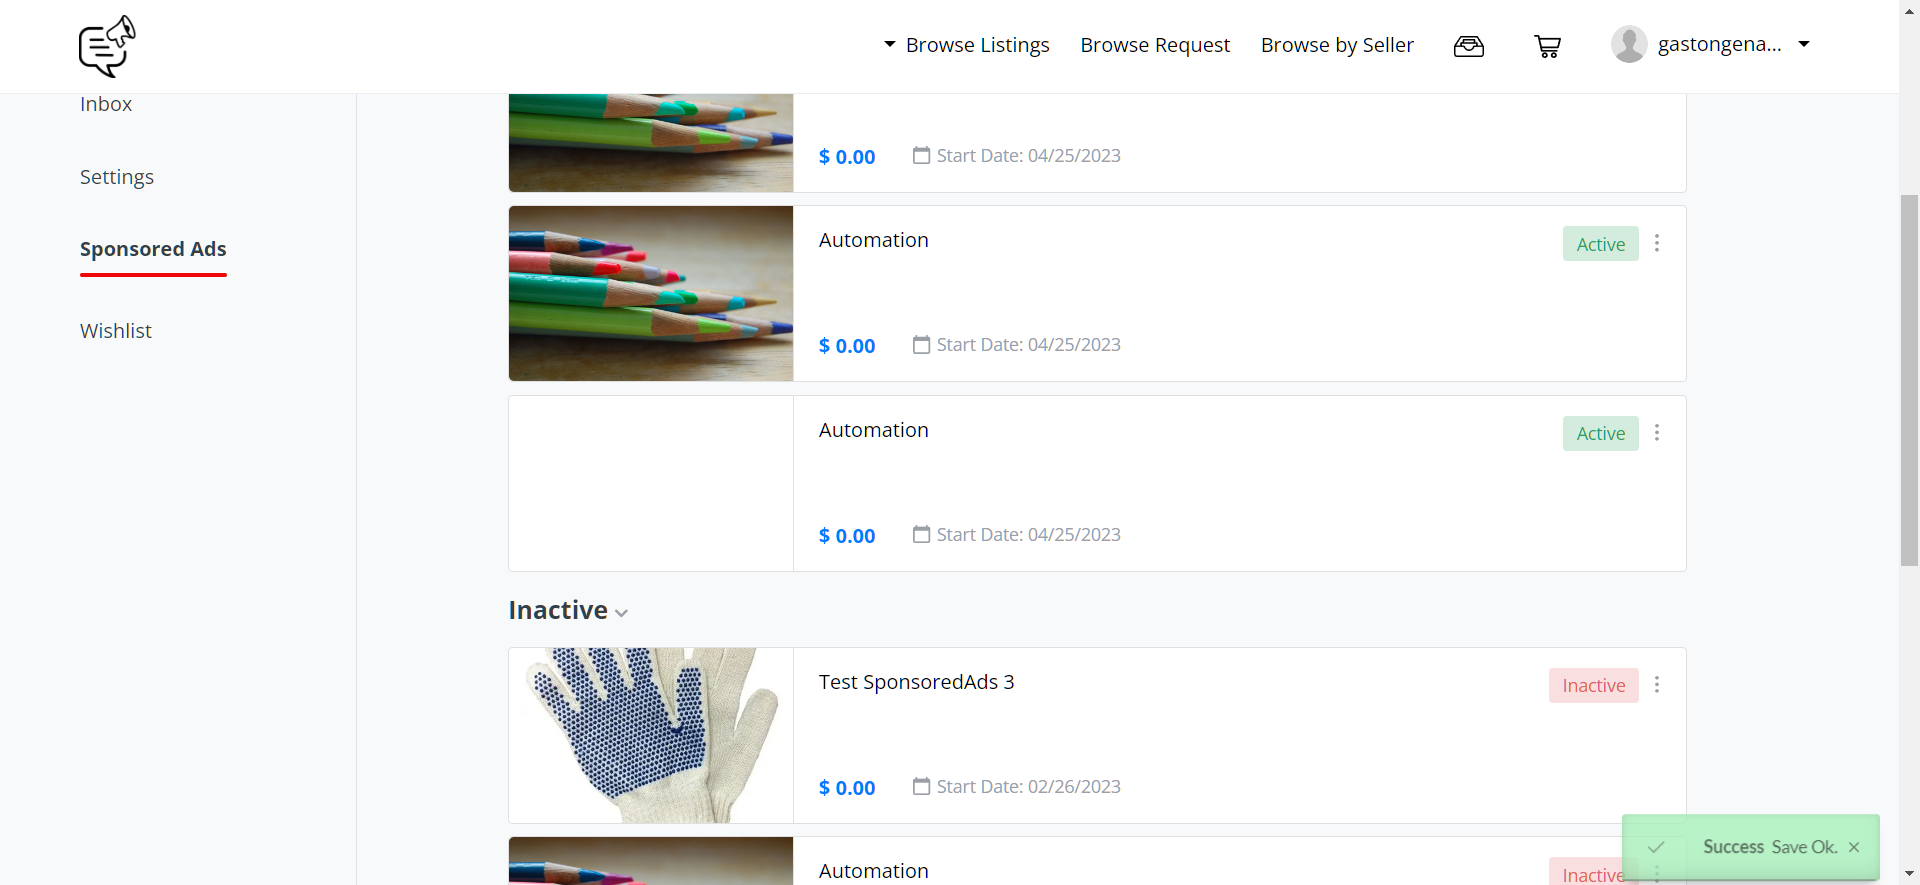 Browse Listings
Browse Request
Browse by Seller
gastongena...
Inbox
Settings
Sponsored Ads
Wishlist
$ 0.00
Start Date: 04/25/2023
Automation
Active
$ 0.00
Start Date: 04/25/2023
Automation
Active
$ 0.00
Start Date: 04/25/2023
Inactive
Test SponsoredAds 3
Inactive
$ 0.00
Start Date: 02/26/2023
Automation
Inactive
Success Save Ok.